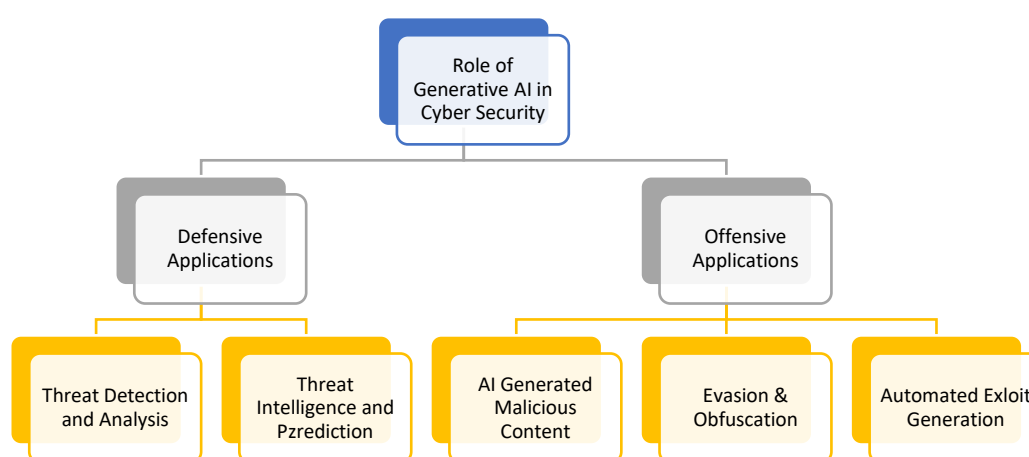 Role of
Generative AI in
Cyber Security
Defensive
Applications
Offensive
Applications
Threat Detection
and Analysis
Threat
Intelligence and
Pzrediction
AI Generated
Malicious
Content
Evasion &
Obfuscation
Automated Exloit
Generation